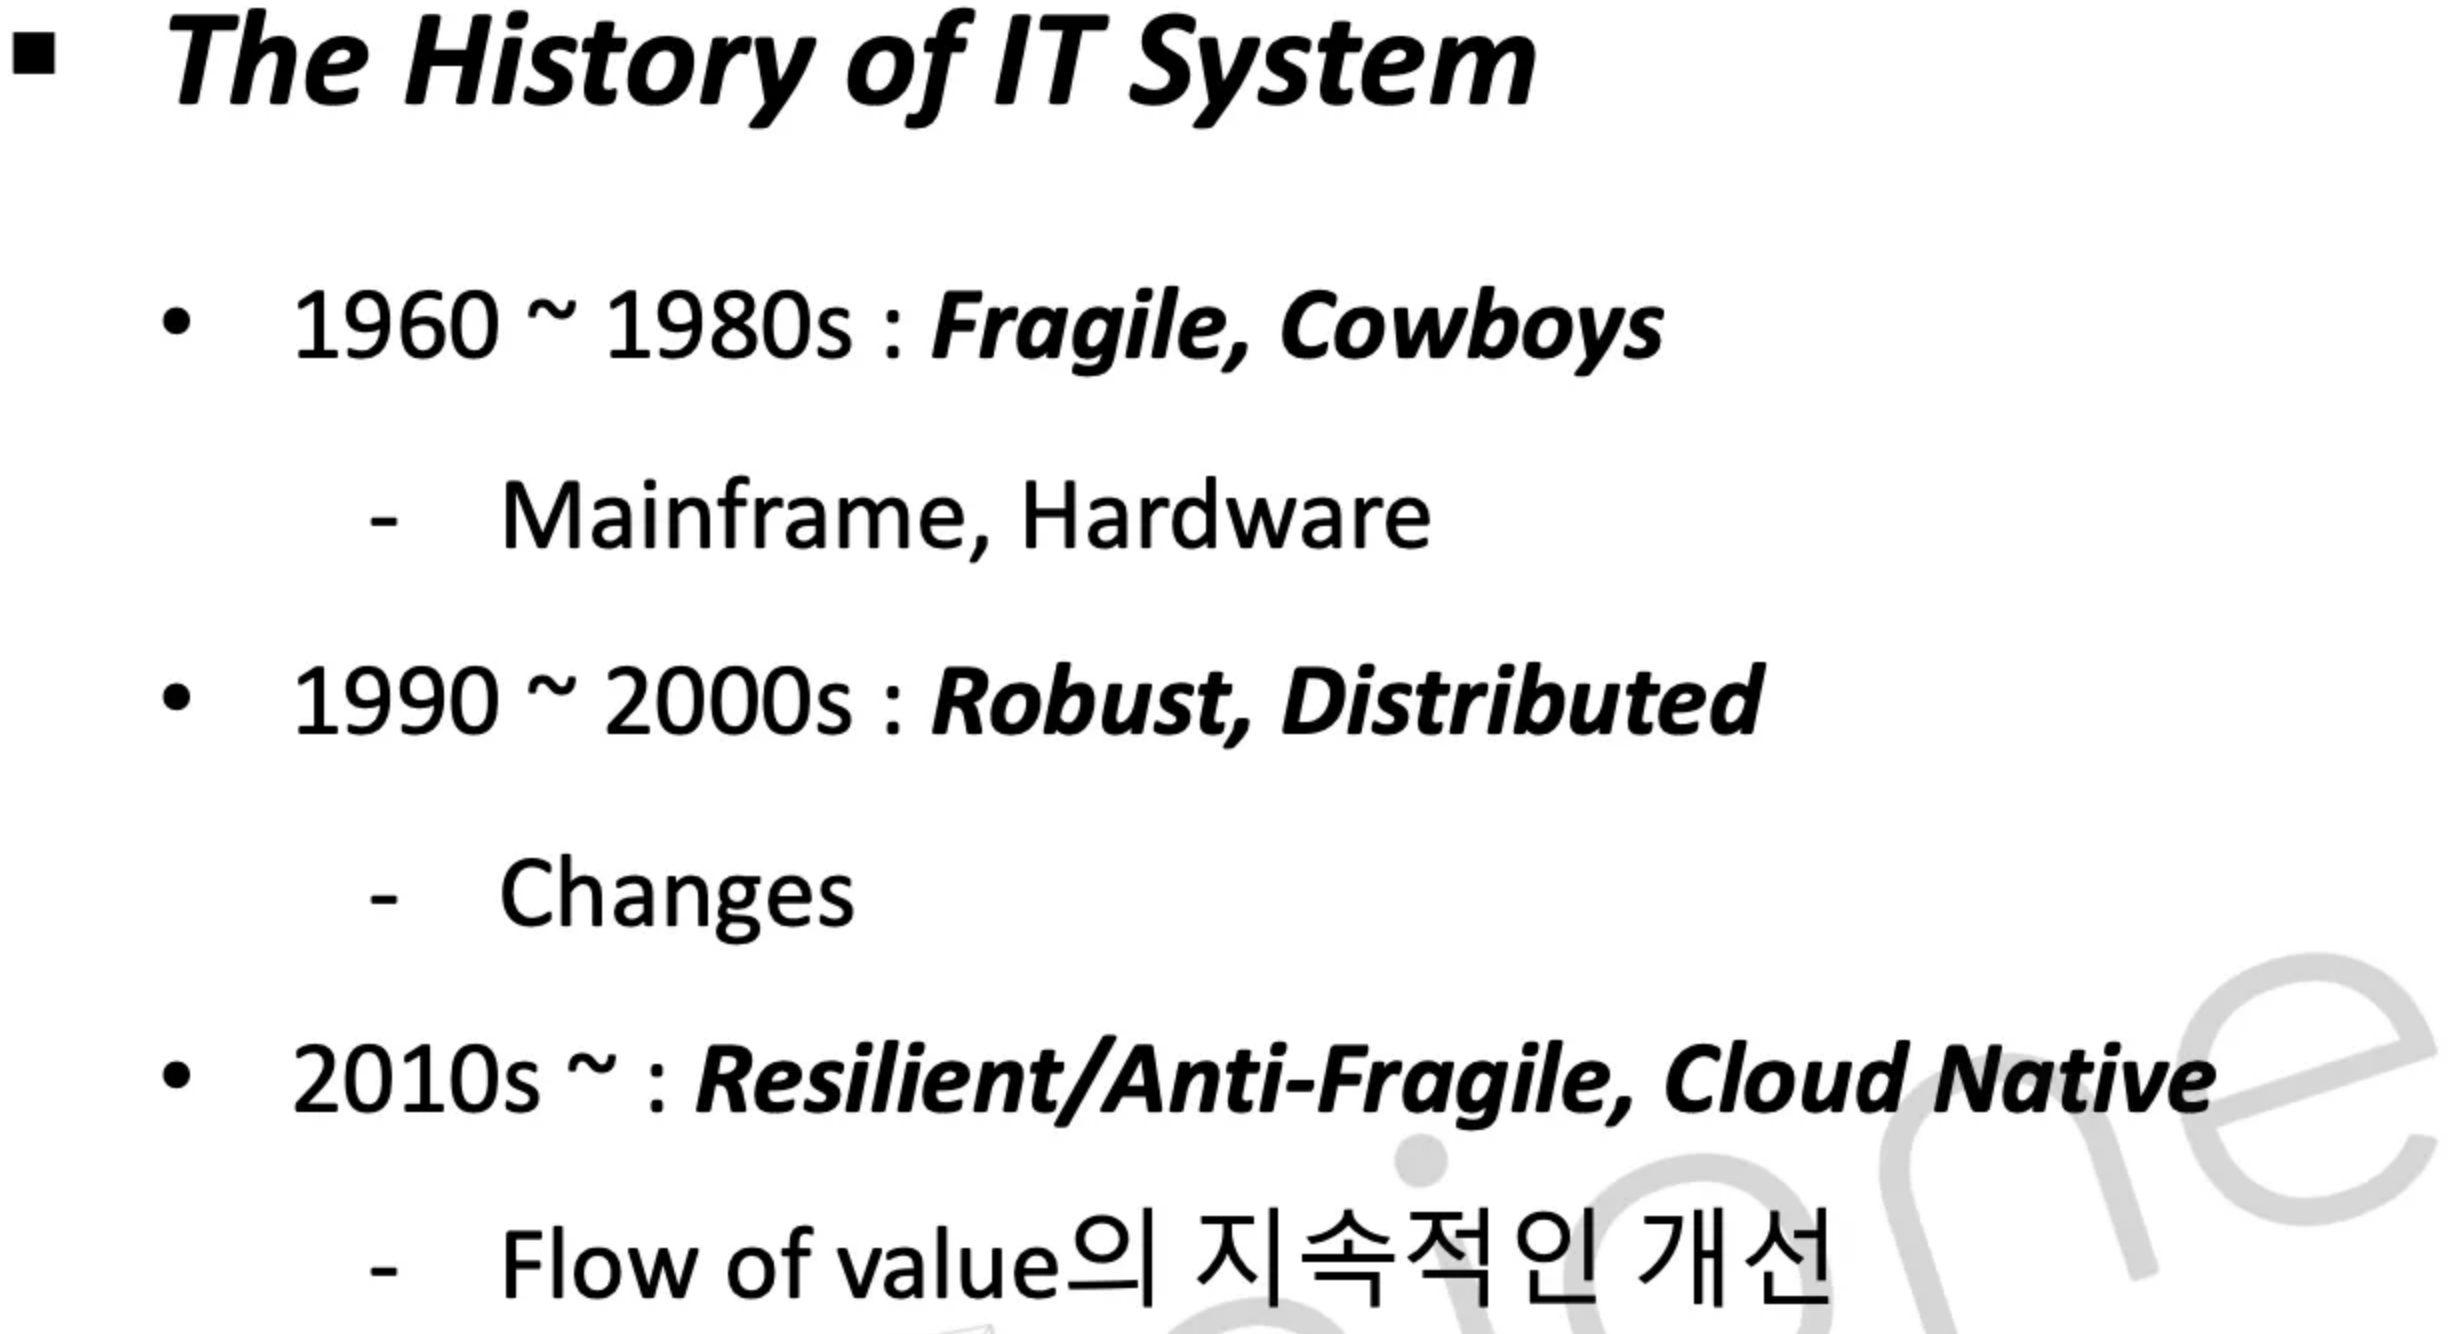 ▪ The History of IT System
• 1960 ~ 1980s : Fragile, Cowboys
- Mainframe, Hardware
• 1990 ~ 2000s : Robust, Distributed
- Changes
• 2010s ~ : Resilient/Anti-Fragile, Cloud Native
- Flow of value의 지속적인 개선